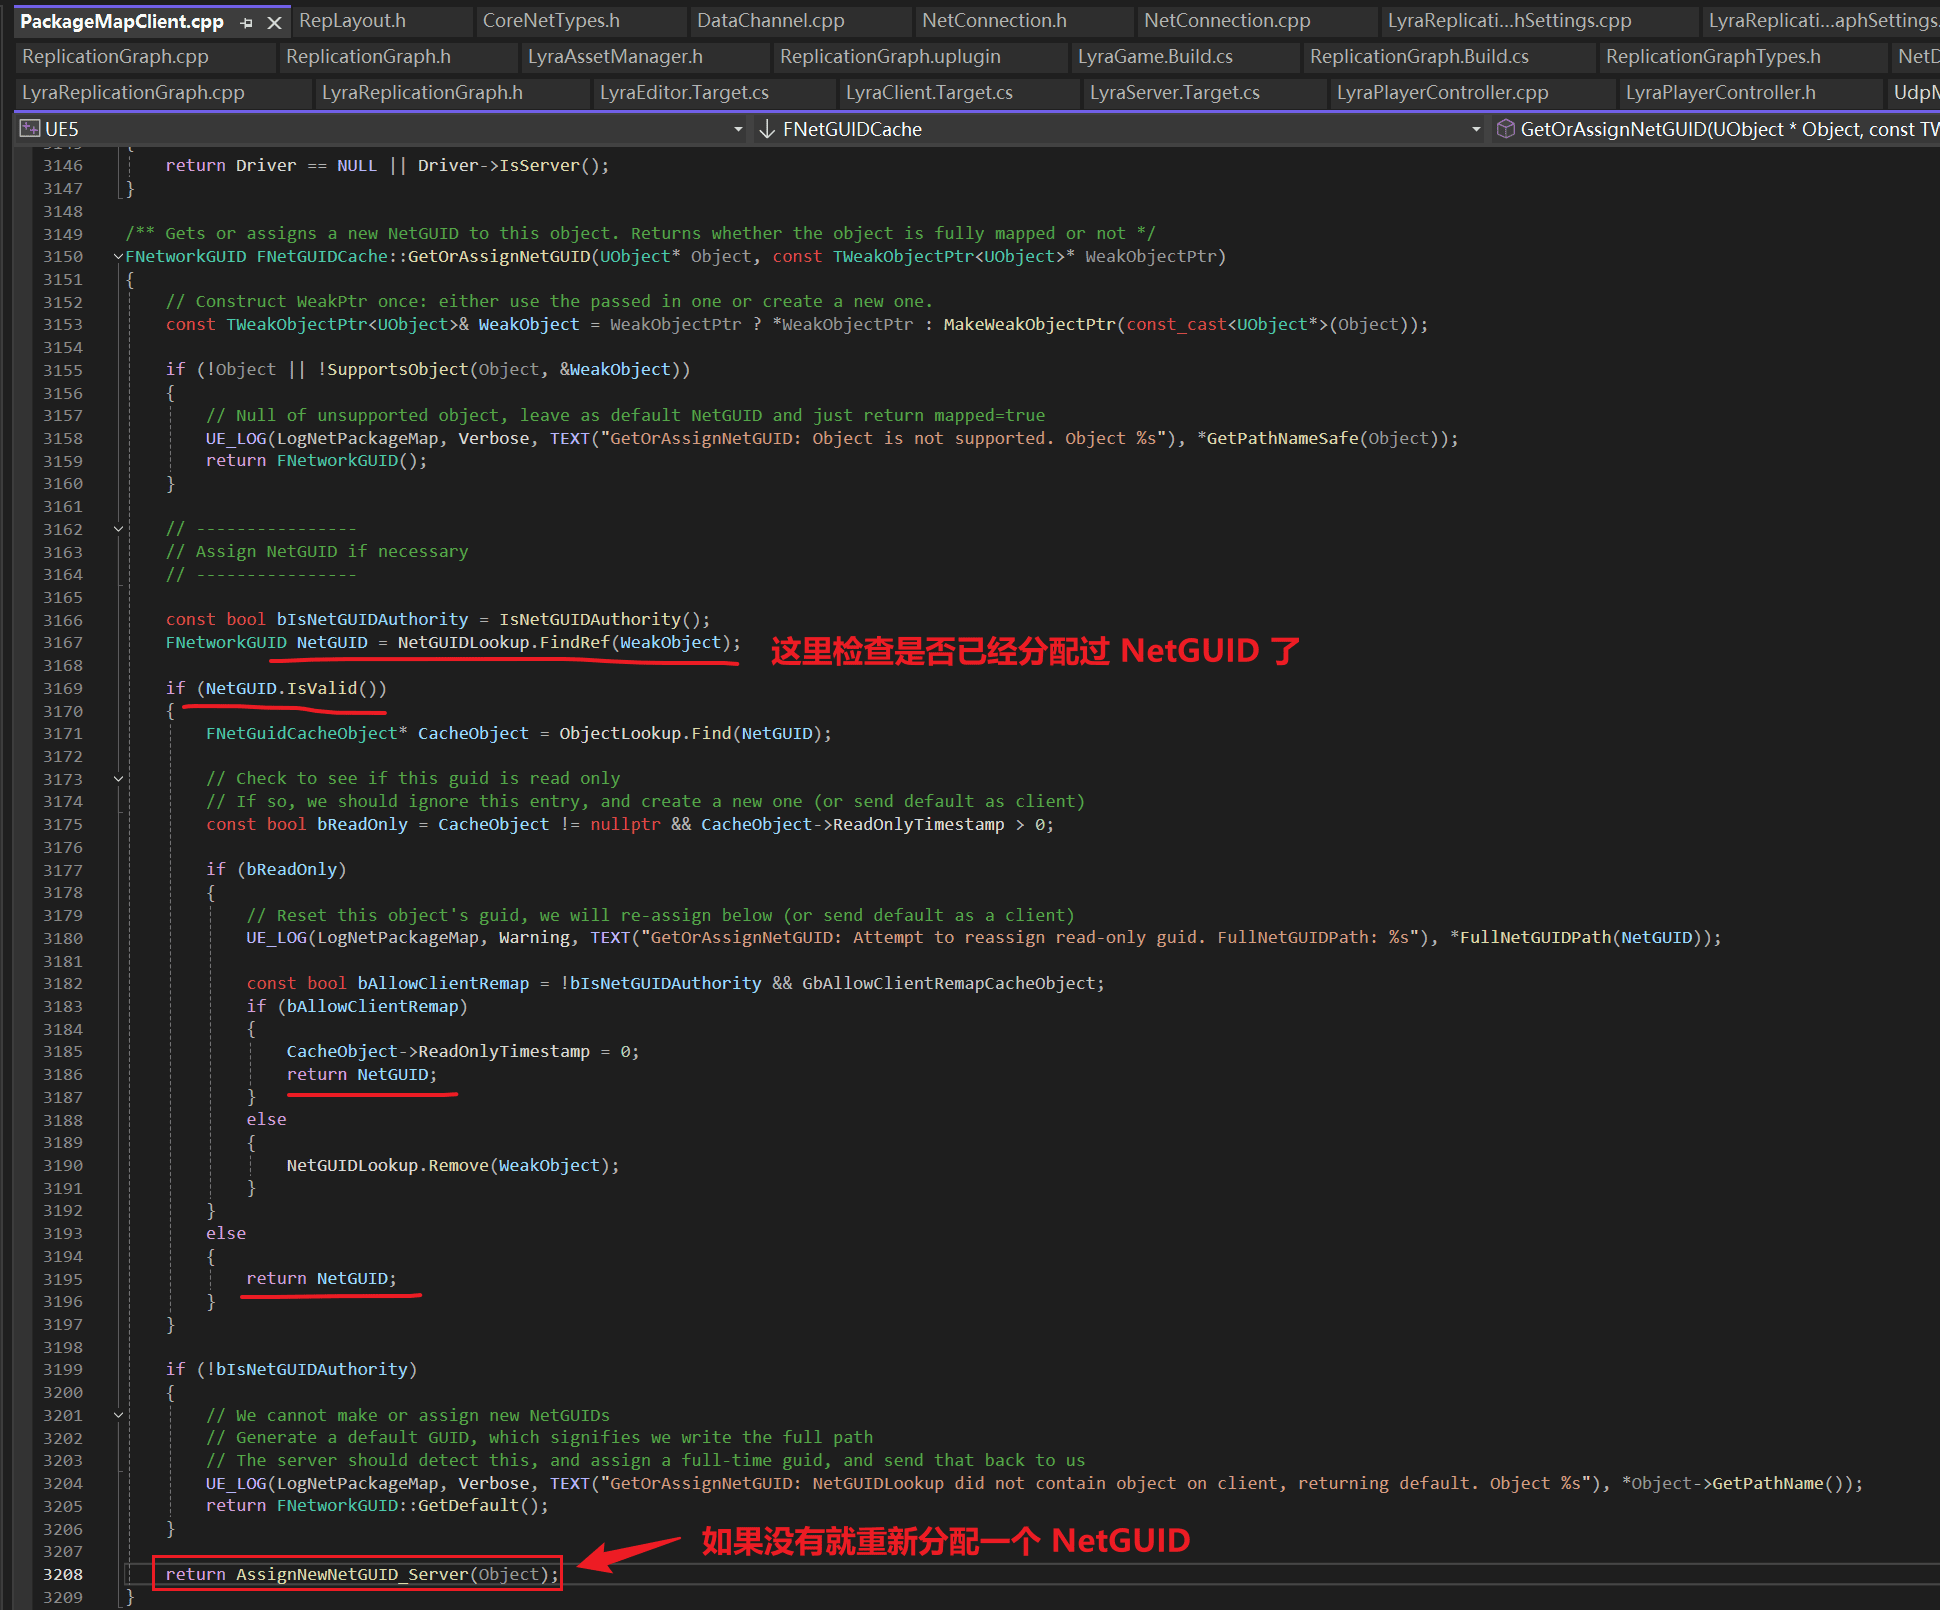 PackageMapClient.cpp RepLayout.h CoreNetTypes.h DataChannel.cpp NetConnection.h NetConnection.cpp LyraReplicati...hSettings.cpp LyraReplicati...aphSettings.
ReplicationGraph.cpp ReplicationGraph.h LyraAssetManager.h ReplicationGraph.uplugin LyraGame.Build.cs ReplicationGraph.Build.cs ReplicationGraphTypes.h
LyraReplicationGraph.cpp LyraReplicationGraph.h LyraEditor.Target.cs LyraClient.Target.cs LyraServer.Target.cs LyraPlayerController.cpp LyraPlayerController.h
UE5 FNetGUIDCache GetOrAssignNetGUID(UObject * Object, const
{
3146 return Driver == NULL || Driver->IsServer();
3147 }
3148
3149 /** Gets or assigns a new NetGUID to this object. Returns whether the object is fully mapped or not */
3150 FNetworkGUID FNetGUIDCache::GetOrAssignNetGUID(UObject* Object, const TWeakObjectPtr<UObject>* WeakObjectPtr)
3151 {
3152 // Construct WeakPtr once: either use the passed in one or create a new one.
3153 const TWeakObjectPtr<UObject>& WeakObject = WeakObjectPtr ? *WeakObjectPtr : MakeWeakObjectPtr(const_cast<UObject*>(Object));
3154
3155 if (!Object || !SupportsObject(Object, &WeakObject))
3156 {
3157 // Null of unsupported object, leave as default NetGUID and just return mapped=true
3158 UE_LOG(LogNetPackageMap, Verbose, TEXT("GetOrAssignNetGUID: Object is not supported. Object %s"), *GetPathNameSafe(Object));
3159 return FNetworkGUID();
3160 }
3161
3162 // ----------------
3163 // Assign NetGUID if necessary
3164 // ----------------
3165
3166 const bool bIsNetGUIDAuthority = IsNetGUIDAuthority();
3167 FNetworkGUID NetGUID = NetGUIDLookup.FindRef(WeakObject); 这里检查是否已经分配过 NetGUID 了
3168
3169 if (NetGUID.IsValid())
3170 {
3171 FNetGuidCacheObject* CacheObject = ObjectLookup.Find(NetGUID);
3172
3173 // Check to see if this guid is read only
3174 // If so, we should ignore this entry, and create a new one (or send default as client)
3175 const bool bReadOnly = CacheObject != nullptr && CacheObject->ReadOnlyTimestamp > 0;
3176
3177 if (bReadOnly)
3178 {
3179 // Reset this object's guid, we will re-assign below (or send default as a client)
3180 UE_LOG(LogNetPackageMap, Warning, TEXT("GetOrAssignNetGUID: Attempt to reassign read-only guid. FullNetGUIDPath: %s"), *FullNetGUIDPath(NetGUID));
3181
3182 const bool bAllowClientRemap = !bIsNetGUIDAuthority && GbAllowClientRemapCacheObject;
3183 if (bAllowClientRemap)
3184 {
3185 CacheObject->ReadOnlyTimestamp = 0;
3186 return NetGUID;
3187 }
3188 else
3189 {
3190 NetGUIDLookup.Remove(WeakObject);
3191 }
3192 }
3193 else
3194 {
3195 return NetGUID;
3196 }
3197 }
3198
3199 if (!bIsNetGUIDAuthority)
3200 {
3201 // We cannot make or assign new NetGUIDs
3202 // Generate a default GUID, which signifies we write the full path
3203 // The server should detect this, and assign a full-time guid, and send that back to us
3204 UE_LOG(LogNetPackageMap, Verbose, TEXT("GetOrAssignNetGUID: NetGUIDLookup did not contain object on client, returning default. Object %s"), *Object->GetPathName());
3205 return FNetworkGUID::GetDefault();
3206 }
3207 如果没有就重新分配一个 NetGUID
3208 return AssignNewNetGUID_Server(Object);
3209 }